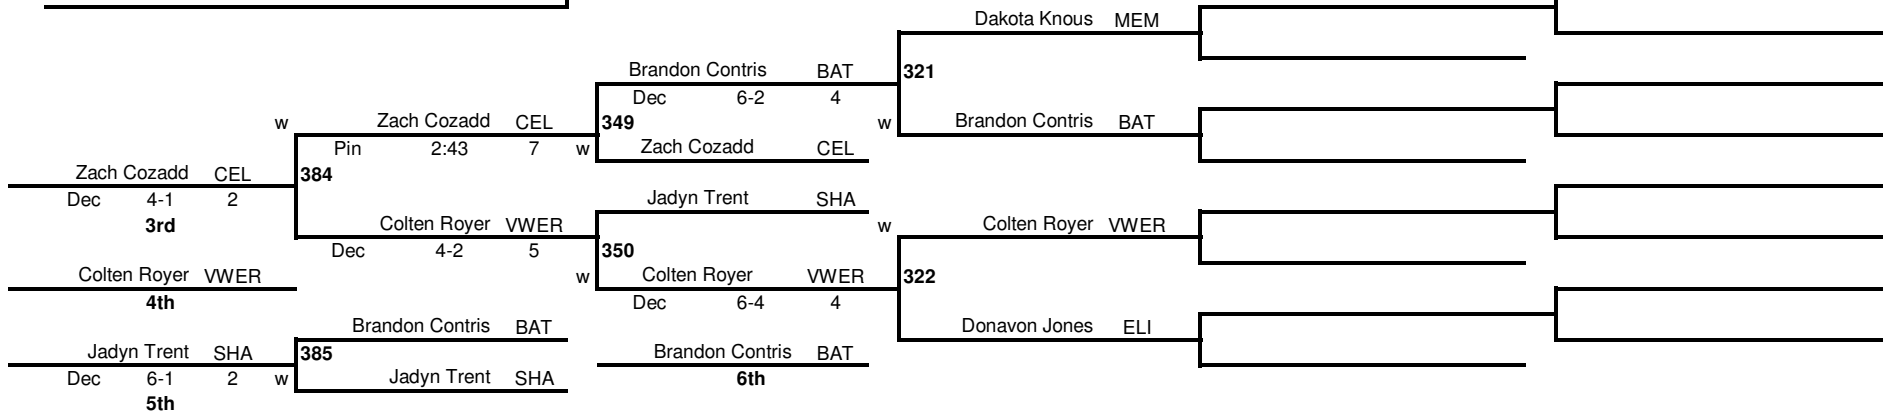 Dakota Knous MEM
Brandon Contris BAT 321
Dec 6-2 4
w Zach Cozadd CEL 349 w Brandon Contris BAT
Pin 2:43 7 w Zach Cozadd CEL
Zach Cozadd CEL 384
Dec 4-1 2 Jadyn Trent SHA
3rd Colten Royer VWER w Colten Royer VWER
Dec 4-2 5 350
Colten Royer VWER w Colten Royer VWER 322
4th Dec 6-4 4
Brandon Contris BAT Donavon Jones ELI
Jadyn Trent SHA 385 Brandon Contris BAT
Dec 6-1 2 w Jadyn Trent SHA 6th
5th